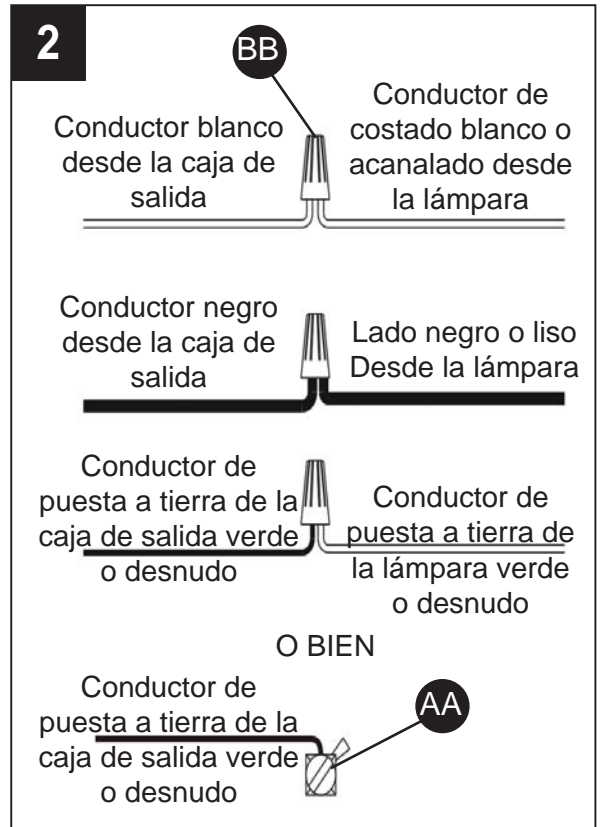 2
BB
Conductor blanco
desde la caja de
salida
Conductor de
costado blanco o
acanalado desde
la lámpara
Conductor negro
desde la caja de
salida
Lado negro o liso
Desde la lámpara
Conductor de
puesta a tierra de la
caja de salida verde
o desnudo
Conductor de
puesta a tierra de
la lámpara verde
o desnudo
O BIEN
Conductor de
puesta a tierra de la
caja de salida verde
o desnudo
AA